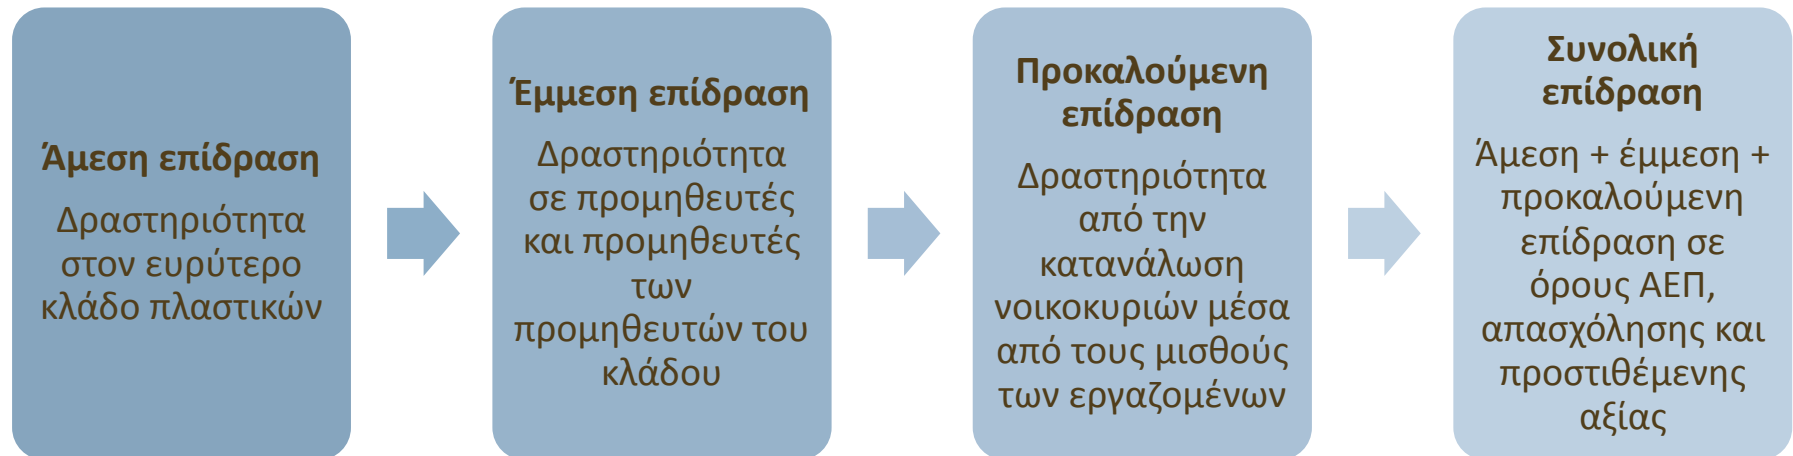 Άμεση επίδραση
Δραστηριότητα
στον ευρύτερο
κλάδο πλαστικών
Έμμεση επίδραση
Δραστηριότητα
σε προμηθευτές
και προμηθευτές
των
προμηθευτών του
κλάδου
Προκαλούμενη
επίδραση
Δραστηριότητα
από την
κατανάλωση
νοικοκυριών μέσα
από τους μισθούς
των εργαζομένων
Συνολική
επίδραση
Άμεση + έμμεση +
προκαλούμενη
επίδραση σε
όρους ΑΕΠ,
απασχόλησης και
προστιθέμενης
αξίας